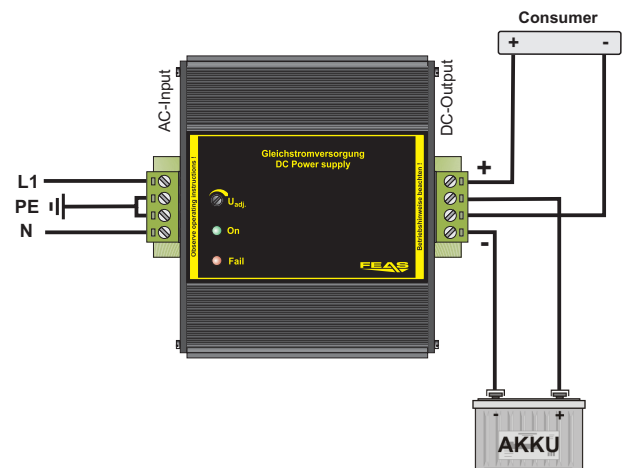 Consumer
+ -
AC-Input
DC-Output
Observe operating instructions !
Gleichstromversorgung
DC Power supply
Betriebshinweise beachten !
L1
PE
N
Uadj.
On
Fail
FEAS
+
-
- +
AKKU